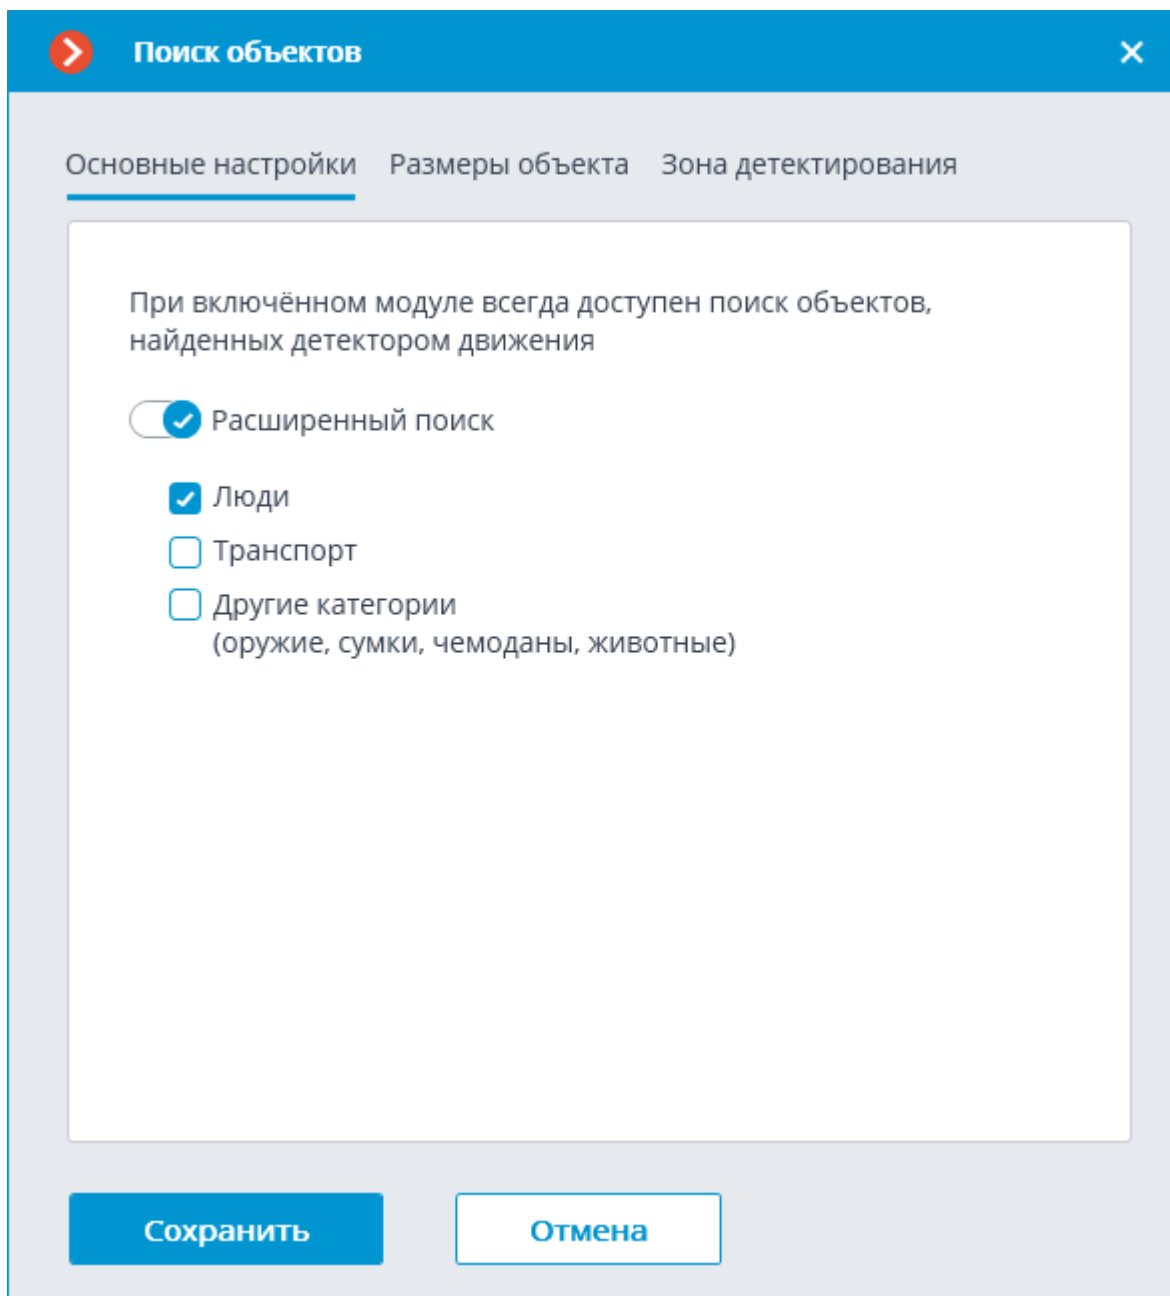 Поиск объектов
Основные настройки Размеры объекта Зона детектирования
При включённом модуле всегда доступен поиск объектов,
найденных детектором движения
Расширенный поиск
Люди
Транспорт
Другие категории
(оружие, сумки, чемоданы, животные)
Сохранить Отмена